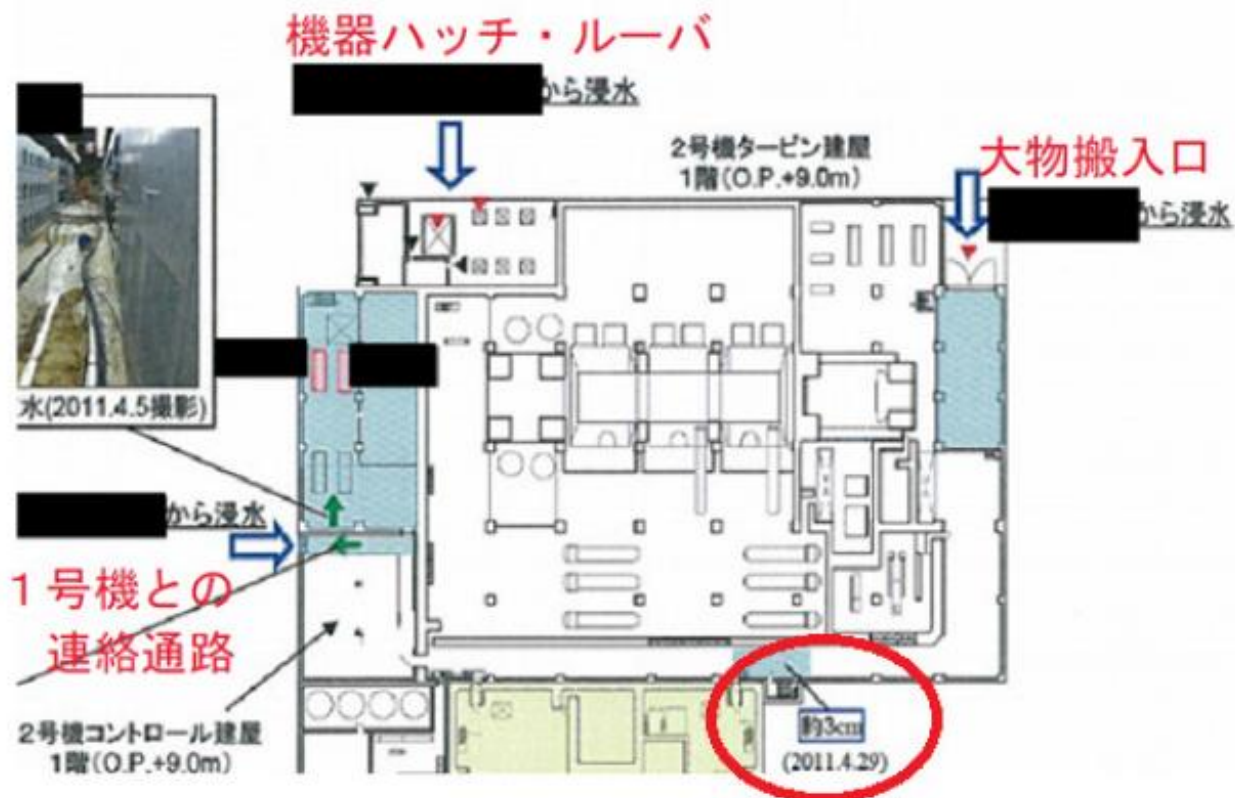 機器ハッチ・ルーバ
から浸水
2号機タービン建屋
1階(O.P.+9.0m)
大物搬入口
から浸水
水(2011.4.5撮影)
から浸水
1号機との
連絡通路
2号機コントロール建屋
1階(O.P.+9.0m)
約3cm
(2011.4.29)